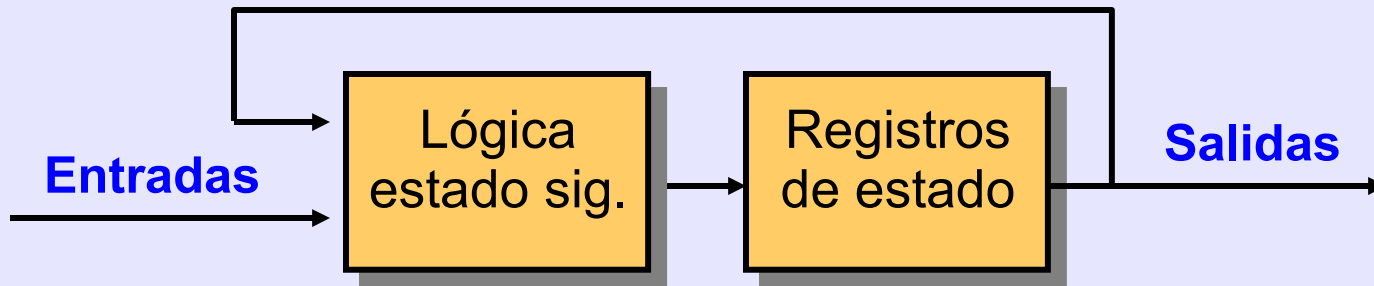 Entradas
Lógica
estado sig.
Registros
de estado
Salidas